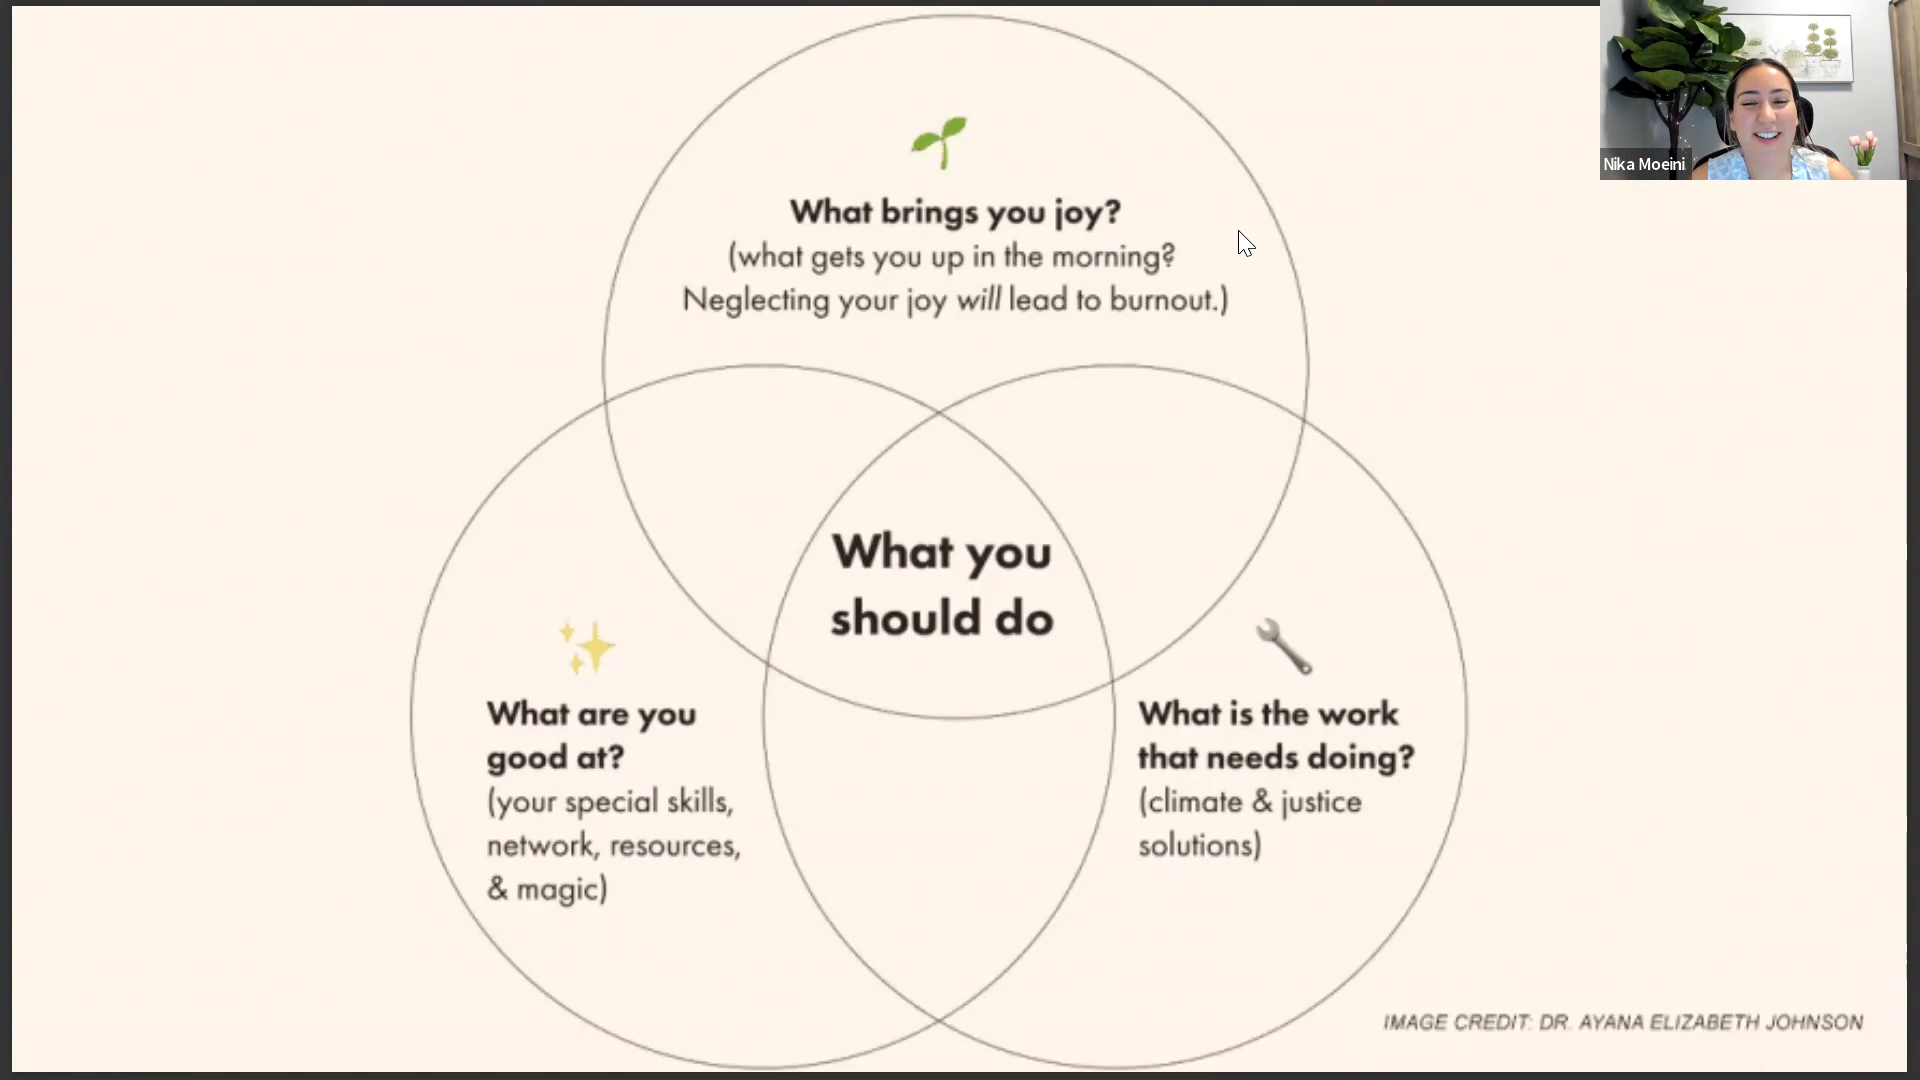 Nika Moeini
What brings you joy?
(what gets you up in the morning?
Neglecting your joy will lead to burnout.)
What you
should do
What are you
good at?
(your special skills,
network, resources,
& magic)
What is the work
that needs doing?
(climate & justice
solutions)
IMAGE CREDIT: DR. AYANA ELIZABETH JOHNSON